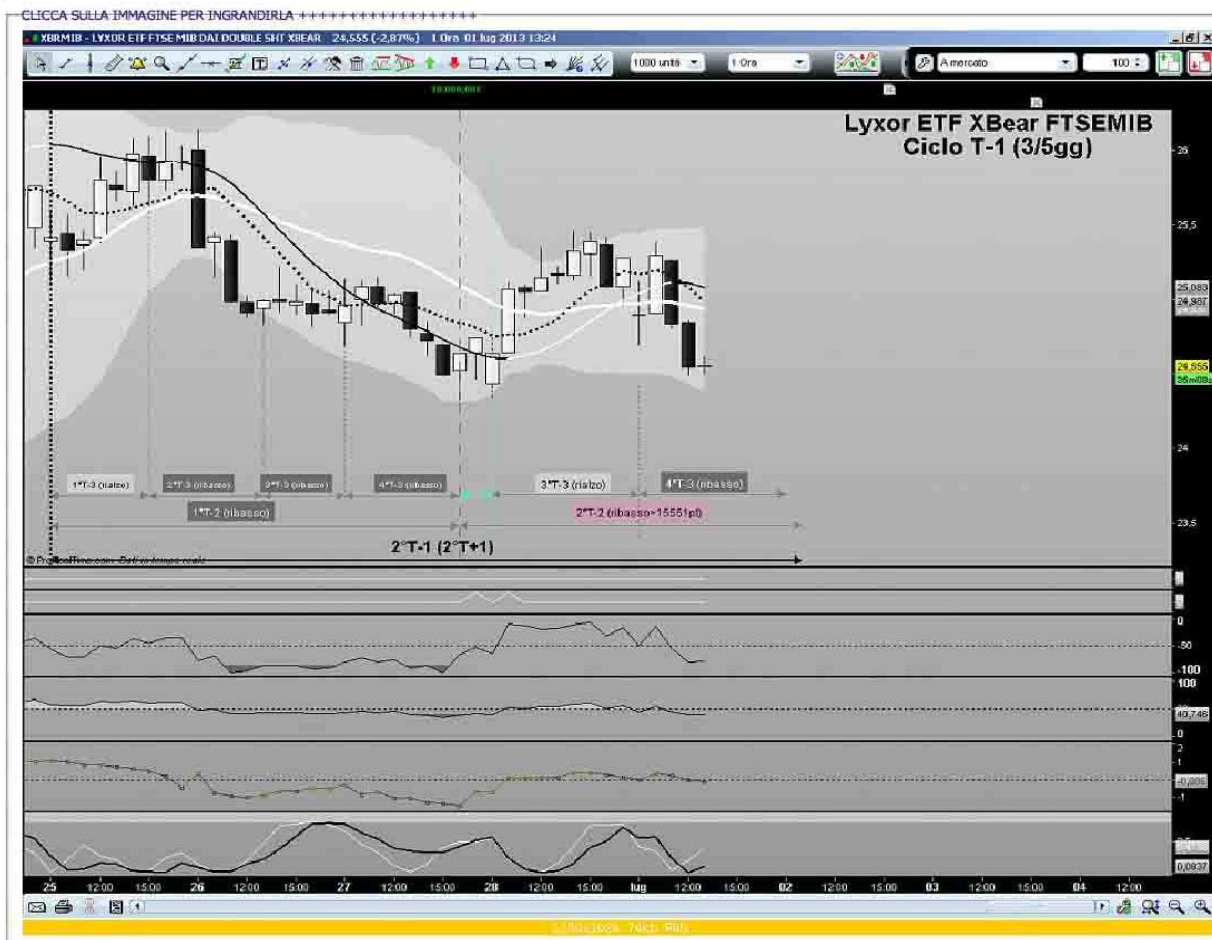 CLICCA SULLA IMMAGINE PER INGRANDIRLA ++++++++++++++++++
XBRMIB - LYXOR ETF FTSE MIB DAI DOUBLE SHT XBEAR 24,555 (-2,87%) 1 Ora 01 lug 2013 13:24
1000 unità 1 Ora A mercato 100
Lyxor ETF XBear FTSEMIB
Ciclo T-1 (3/5gg)
26
25,5
25,083
24,987
24,555
24
23,5
1°T-3 (rialzo) 2°T-3 (ribasso) 3°T-3 (ribasso) 4°T-3 (ribasso) 3°T-3 (rialzo) 4°T-3 (ribasso)
1°T-2 (ribasso) 2°T-2 (ribasso>15551pt)
2°T-1 (2°T+1)
0
-50
-100
100
40,746
0
2
1
-1
0,0937
25 12:00 15:00 26 12:00 15:00 27 12:00 15:00 28 12:00 15:00 lug 12:00 15:00 02 12:00 15:00 03 12:00 15:00 04 12:00